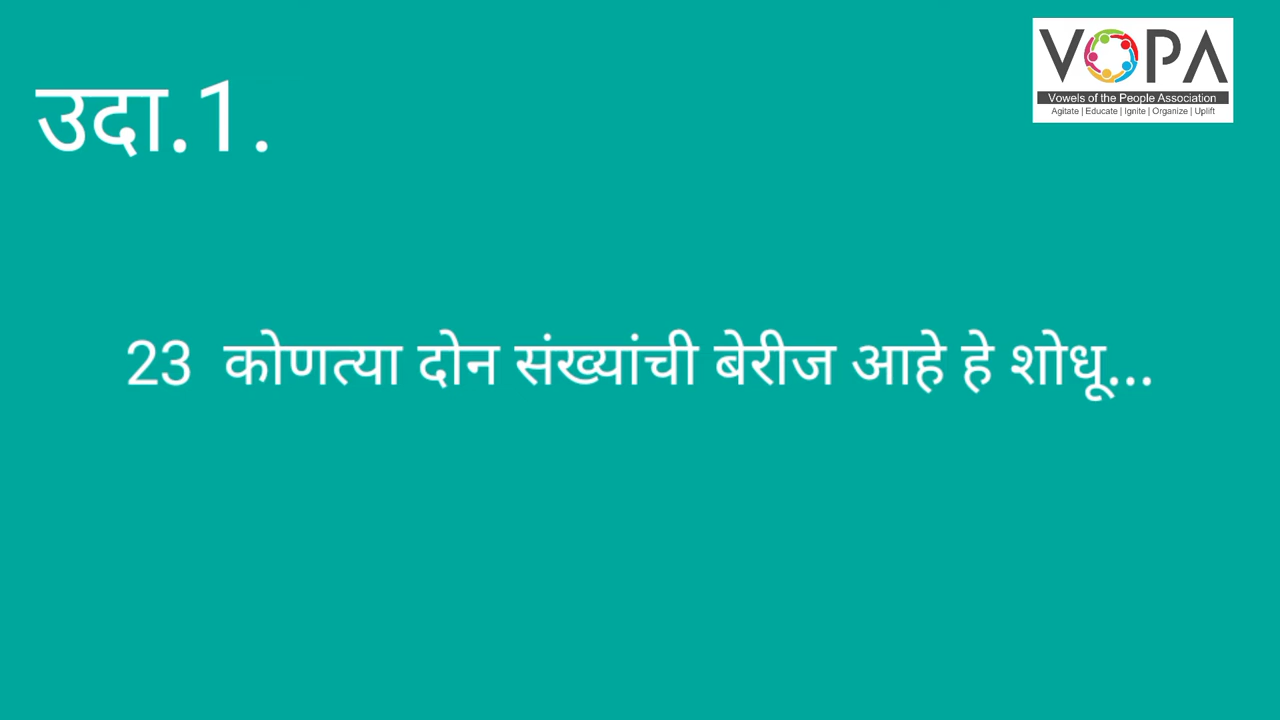 VOPA
Vowels of the People Association
Agitate | Educate | Ignite | Organize | Uplift
उदा.1.
23 कोणत्या दोन संख्यांची बेरीज आहे हे शोधू...